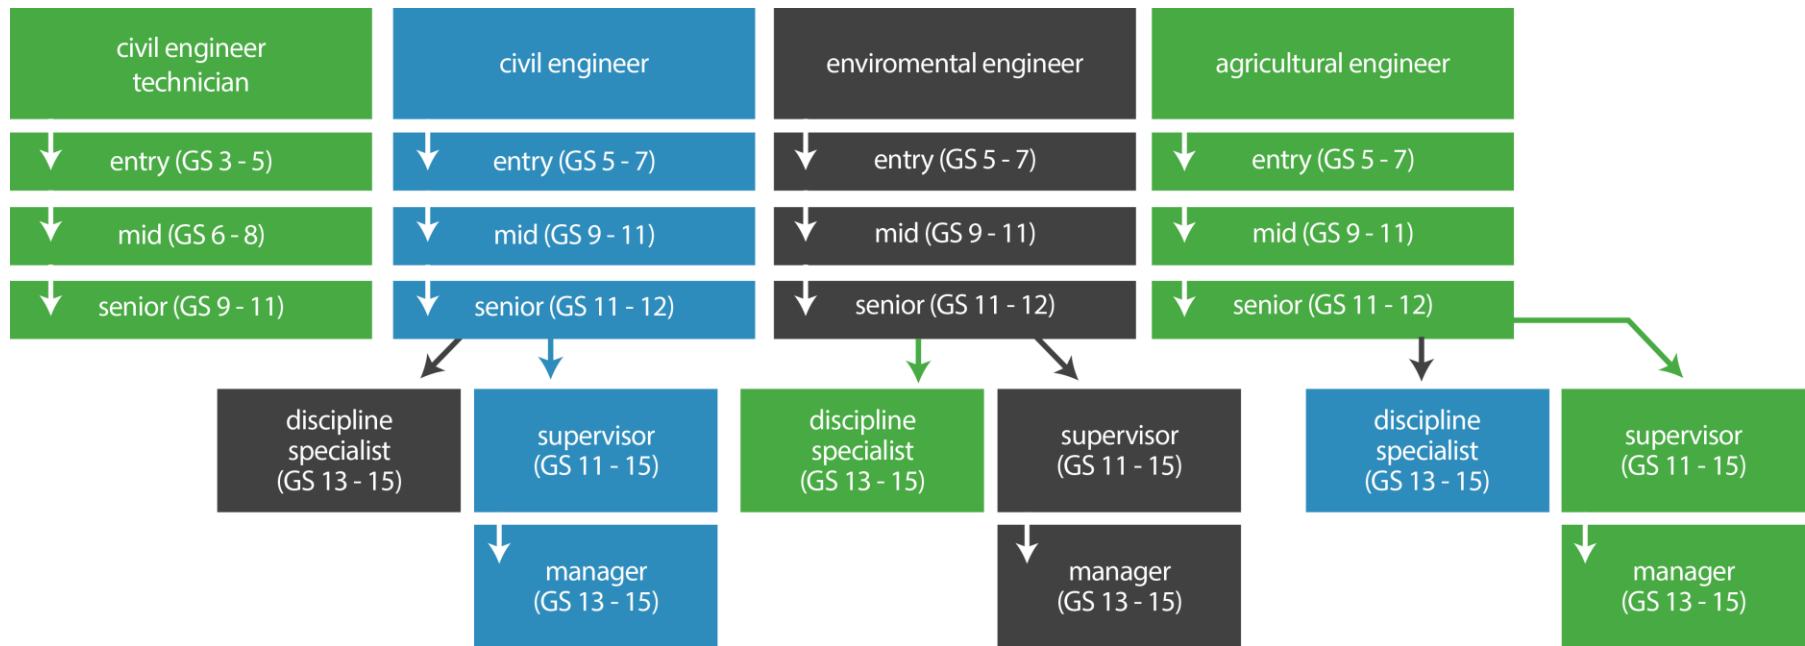 civil engineer
technician
civil engineer
enviromental engineer
agricultural engineer
entry (GS 3 - 5)
entry (GS 5 - 7)
entry (GS 5 - 7)
entry (GS 5 - 7)
mid (GS 6 - 8)
mid (GS 9 - 11)
mid (GS 9 - 11)
mid (GS 9 - 11)
senior (GS 9 - 11)
senior (GS 11 - 12)
senior (GS 11 - 12)
senior (GS 11 - 12)
discipline
specialist
(GS 13 - 15)
supervisor
(GS 11 - 15)
discipline
specialist
(GS 13 - 15)
supervisor
(GS 11 - 15)
discipline
specialist
(GS 13 - 15)
supervisor
(GS 11 - 15)
manager
(GS 13 - 15)
manager
(GS 13 - 15)
manager
(GS 13 - 15)